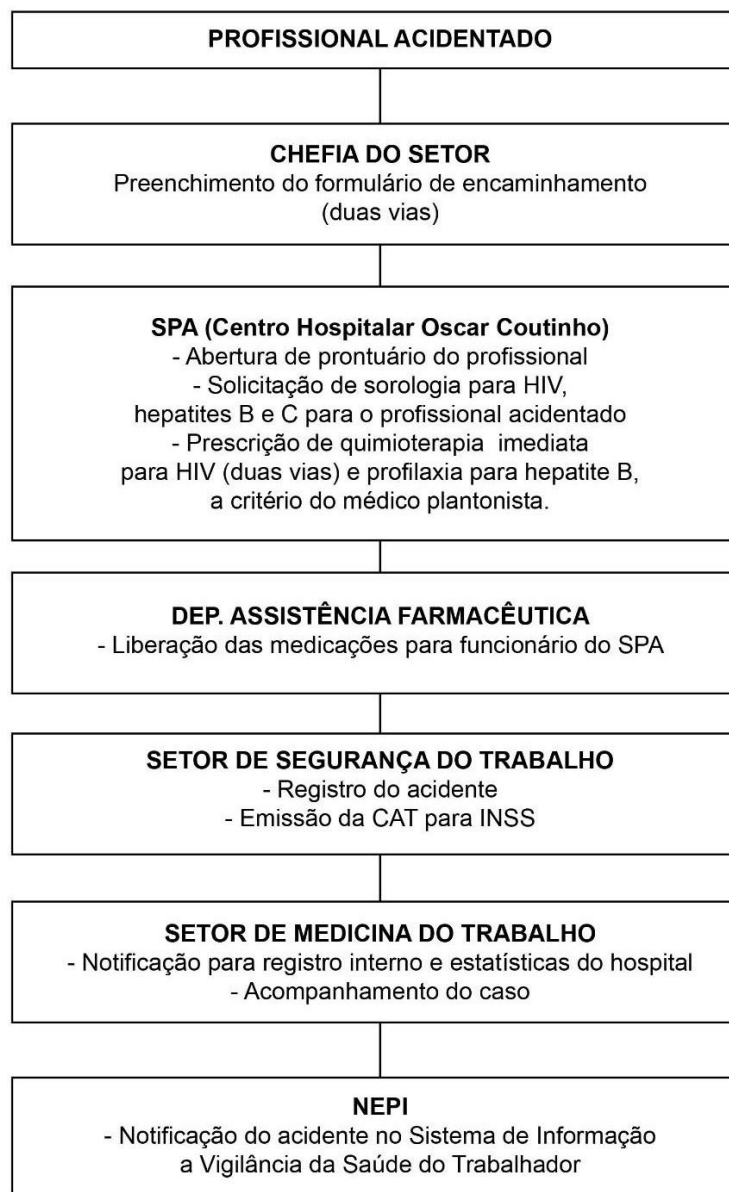 PROFISSIONAL ACIDENTADO
CHEFIA DO SETOR
Preenchimento do formulário de encaminhamento
(duas vias)
SPA (Centro Hospitalar Oscar Coutinho)
- Abertura de prontuário do profissional
- Solicitação de sorologia para HIV,
hepatites B e C para o profissional acidentado
- Prescrição de quimioterapia imediata
para HIV (duas vias) e profilaxia para hepatite B,
a critério do médico plantonista.
DEP. ASSISTÊNCIA FARMACÊUTICA
- Liberação das medicações para funcionário do SPA
SETOR DE SEGURANÇA DO TRABALHO
- Registro do acidente
- Emissão da CAT para INSS
SETOR DE MEDICINA DO TRABALHO
- Notificação para registro interno e estatísticas do hospital
- Acompanhamento do caso
NEPI
- Notificação do acidente no Sistema de Informação
a Vigilância da Saúde do Trabalhador